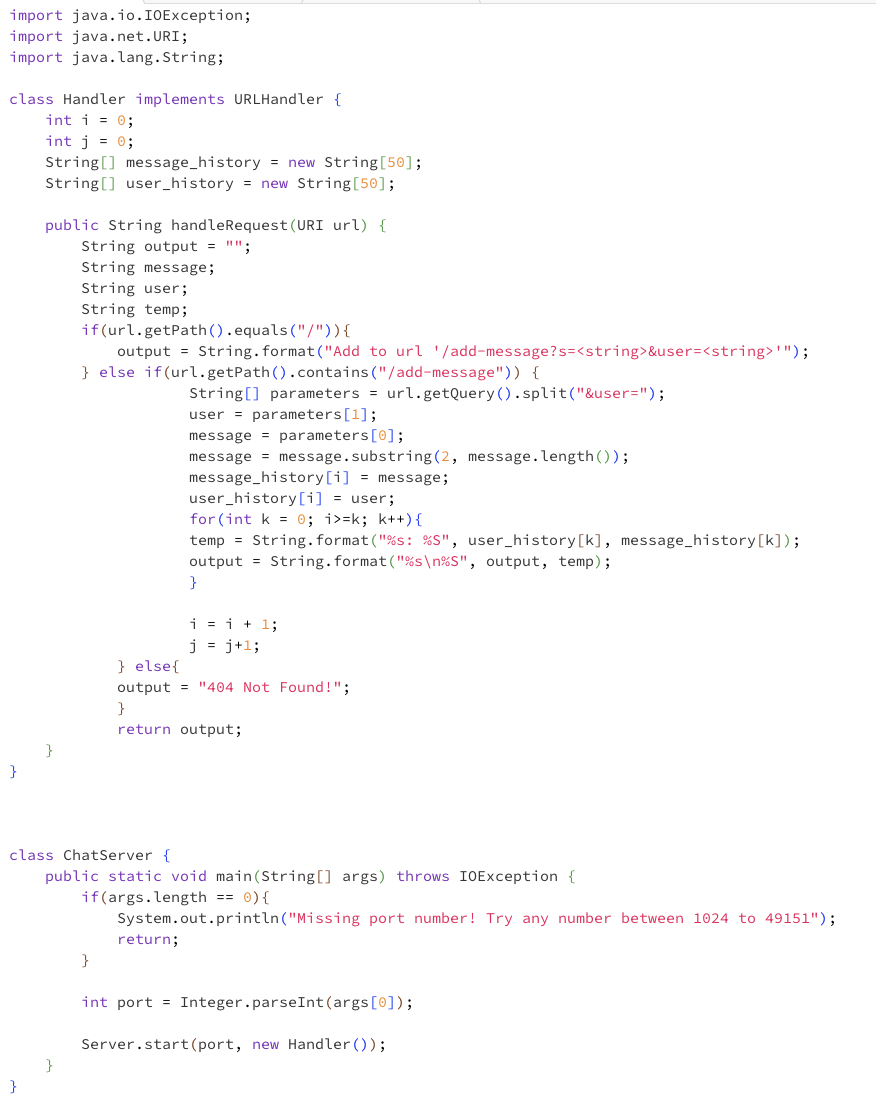 import java.io.IOException;
import java.net.URI;
import java.lang.String;

class Handler implements URLHandler {
    int i = 0;
    int j = 0;
    String[] message_history = new String[50];
    String[] user_history = new String[50];

    public String handleRequest(URI url) {
        String output = "";
        String message;
        String user;
        String temp;
        if(url.getPath().equals("/")){
            output = String.format("Add to url '/add-message?s=<string>&user=<string>'");
        } else if(url.getPath().contains("/add-message")) {
                    String[] parameters = url.getQuery().split("&user=");
                    user = parameters[1];
                    message = parameters[0];
                    message = message.substring(2, message.length());
                    message_history[i] = message;
                    user_history[i] = user;
                    for(int k = 0; i>=k; k++){
                    temp = String.format("%s: %S", user_history[k], message_history[k]);
                    output = String.format("%s\n%S", output, temp);
                    }

                    i = i + 1;
                    j = j+1;
            } else{
            output = "404 Not Found!";
            }
            return output;
    }
}

class ChatServer {
    public static void main(String[] args) throws IOException {
        if(args.length == 0){
            System.out.println("Missing port number! Try any number between 1024 to 49151");
            return;
        }

        int port = Integer.parseInt(args[0]);

        Server.start(port, new Handler());
    }
}